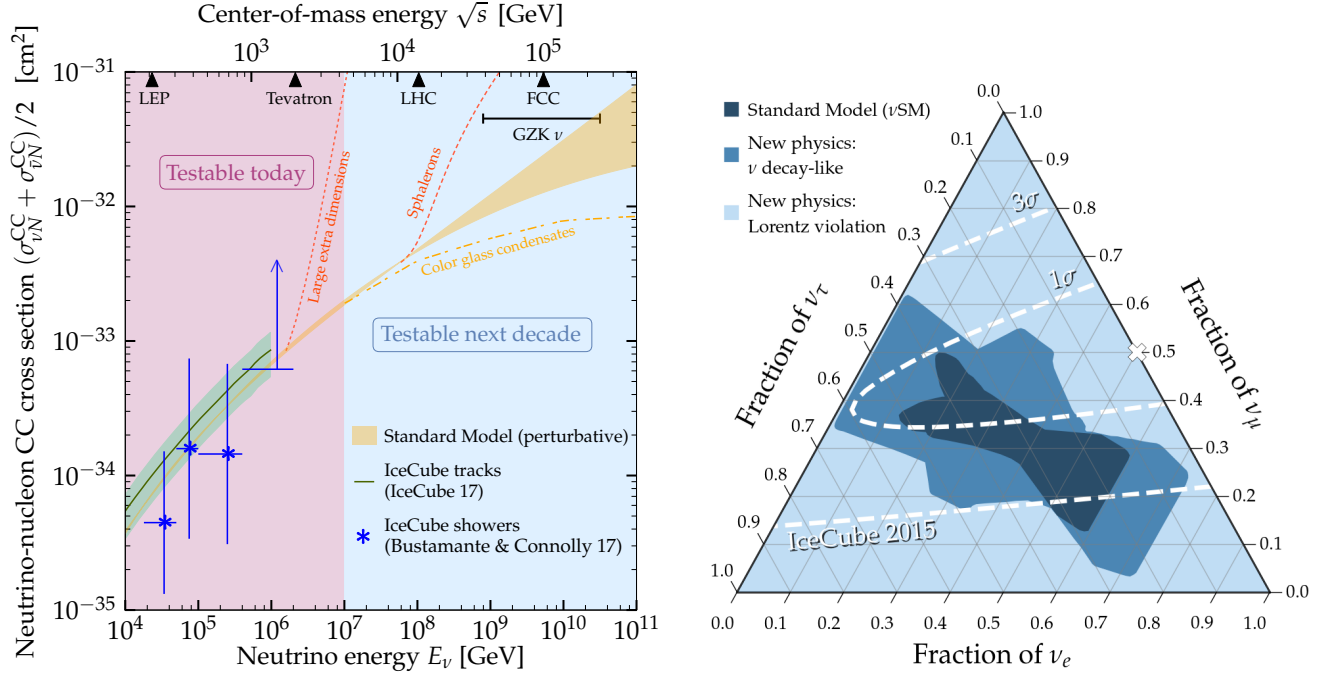 Center-of-mass energy √s [GeV]
10³ 10⁴ 10⁵
Neutrino-nucleon CC cross section (σ^CC_νN + σ^CC_ν̄N)/2 [cm²]
10⁻³¹
10⁻³²
10⁻³³
10⁻³⁴
10⁻³⁵
LEP Tevatron LHC FCC
GZK ν
Testable today
Large extra dimensions
Sphalerons
Color glass condensates
Testable next decade
Standard Model (perturbative)
IceCube tracks
(IceCube 17)
IceCube showers
(Bustamante & Connolly 17)
10⁴ 10⁵ 10⁶ 10⁷ 10⁸ 10⁹ 10¹⁰ 10¹¹
Neutrino energy Eν [GeV]
Standard Model (νSM)
New physics:
ν decay-like
New physics:
Lorentz violation
Fraction of ντ
0.0
0.1
0.2
0.3
0.4
0.5
0.6
0.7
0.8
0.9
1.0
Fraction of νμ
1.0
0.9
0.8
0.7
0.6
0.5
0.4
0.3
0.2
0.1
0.0
3σ
1σ
IceCube 2015
0.0 0.1 0.2 0.3 0.4 0.5 0.6 0.7 0.8 0.9 1.0
Fraction of νe